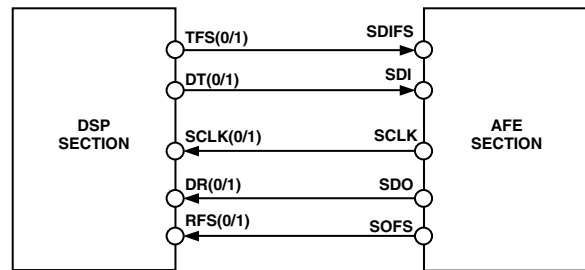 TFS(0/1) SDIFS
DT(0/1) SDI
DSP
SECTION
SCLK(0/1) SCLK
AFE
SECTION
DR(0/1) SDO
RFS(0/1) SOFS